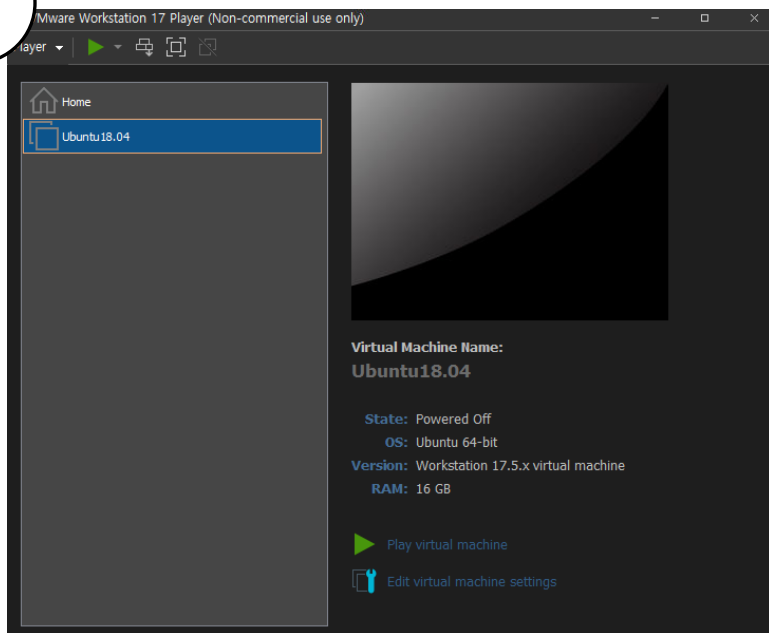 VMware Workstation 17 Player (Non-commercial use only)
Home
Ubuntu18.04
Virtual Machine Name:
Ubuntu18.04
State: Powered Off
OS: Ubuntu 64-bit
Version: Workstation 17.5.x virtual machine
RAM: 16 GB
Play virtual machine
Edit virtual machine settings